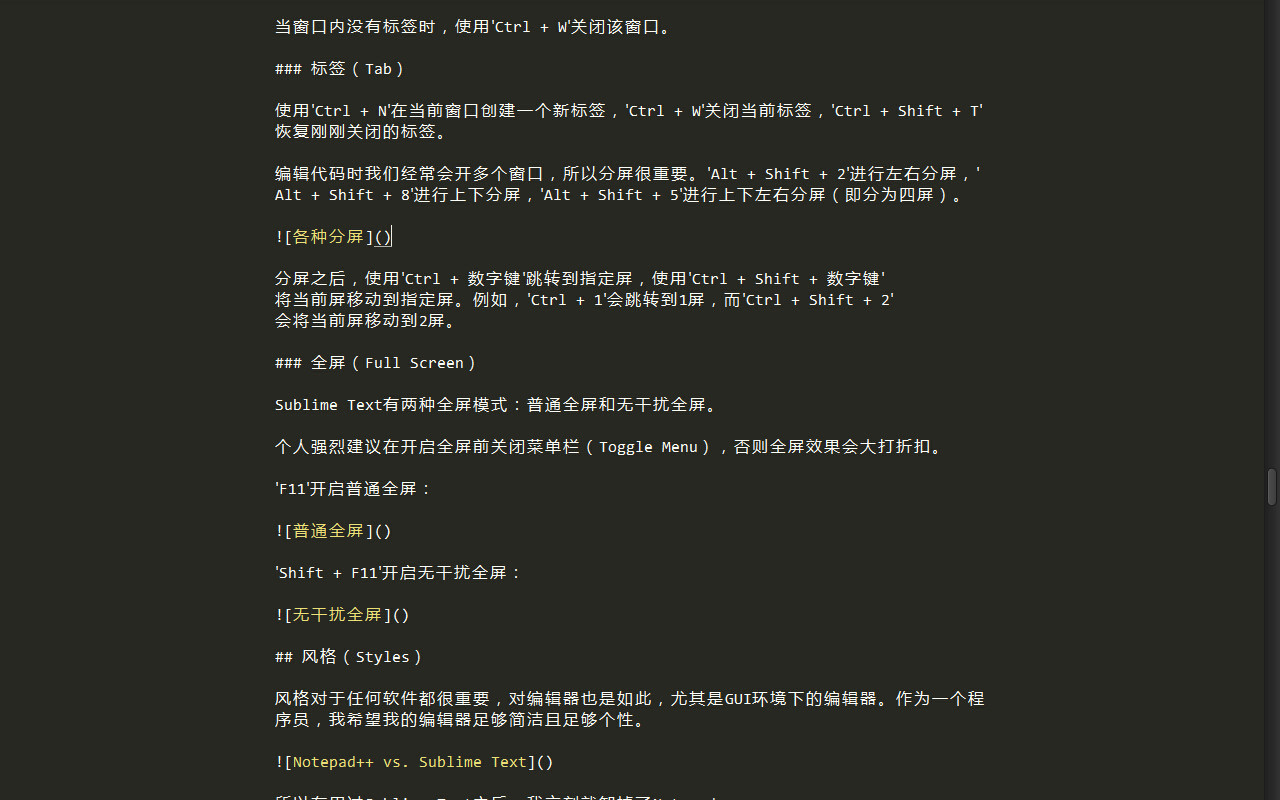 当窗口内没有标签时，使用'Ctrl + W'关闭该窗口。
### 标签（Tab）
使用'Ctrl + N'在当前窗口创建一个新标签，'Ctrl + W'关闭当前标签，'Ctrl + Shift + T'
恢复刚刚关闭的标签。
编辑代码时我们经常会开多个窗口，所以分屏很重要。'Alt + Shift + 2'进行左右分屏，'
Alt + Shift + 8'进行上下分屏，'Alt + Shift + 5'进行上下左右分屏（即分为四屏）。
![各种分屏]()
分屏之后，使用'Ctrl + 数字键'跳转到指定屏，使用'Ctrl + Shift + 数字键'
将当前屏移动到指定屏。例如，'Ctrl + 1'会跳转到1屏，而'Ctrl + Shift + 2'
会将当前屏移动到2屏。
### 全屏（Full Screen）
Sublime Text有两种全屏模式：普通全屏和无干扰全屏。
个人强烈建议在开启全屏前关闭菜单栏（Toggle Menu），否则全屏效果会大打折扣。
'F11'开启普通全屏：
![普通全屏]()
'Shift + F11'开启无干扰全屏：
![无干扰全屏]()
## 风格（Styles）
风格对于任何软件都很重要，对编辑器也是如此，尤其是GUI环境下的编辑器。作为一个程
序员，我希望我的编辑器足够简洁且足够个性。
![Notepad++ vs. Sublime Text]()